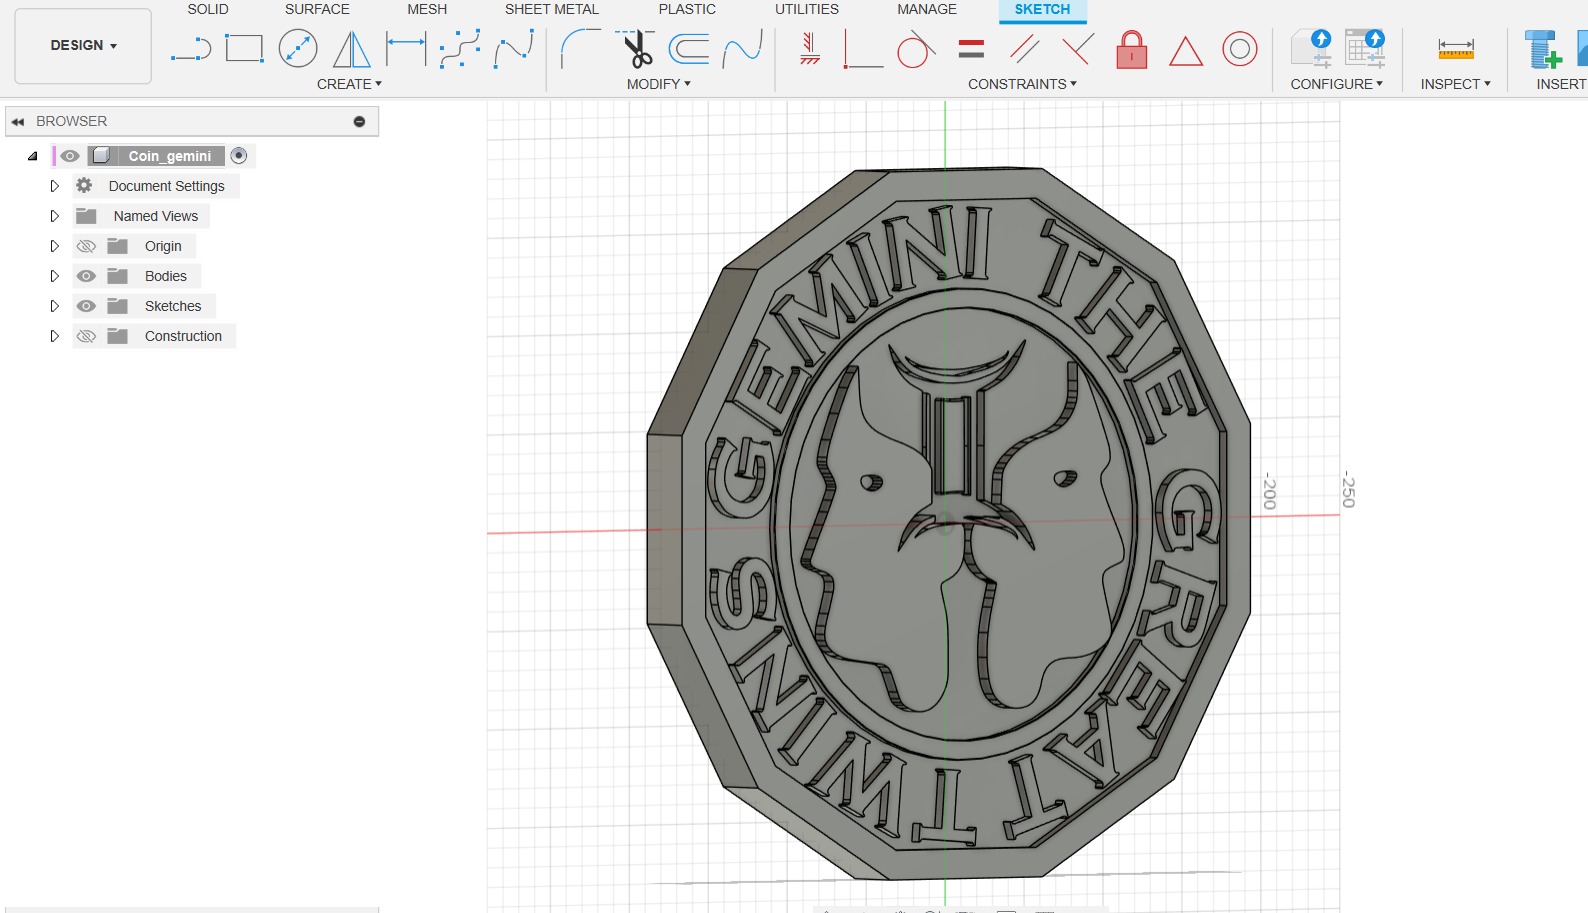 SOLID SURFACE MESH SHEET METAL PLASTIC UTILITIES MANAGE SKETCH
DESIGN
CREATE MODIFY CONSTRAINTS CONFIGURE INSPECT INSERT
BROWSER
Coin_gemini
Document Settings
Named Views
Origin
Bodies
Sketches
Construction
GEMINI THE GREAT TWINS
-200
-250